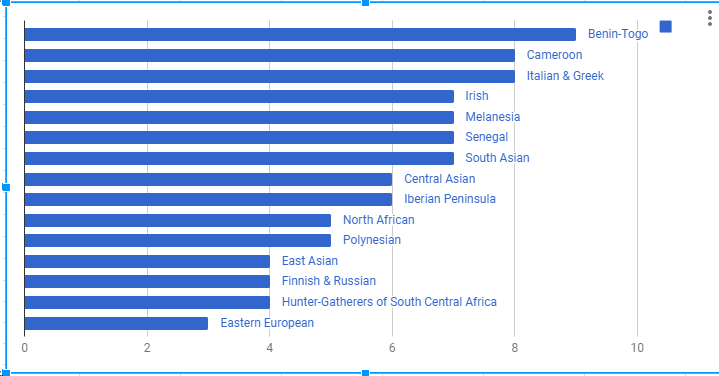 Benin-Togo
Cameroon
Italian & Greek
Irish
Melanesia
Senegal
South Asian
Central Asian
Iberian Peninsula
North African
Polynesian
East Asian
Finnish & Russian
Hunter-Gatherers of South Central Africa
Eastern European
0 2 4 6 8 10